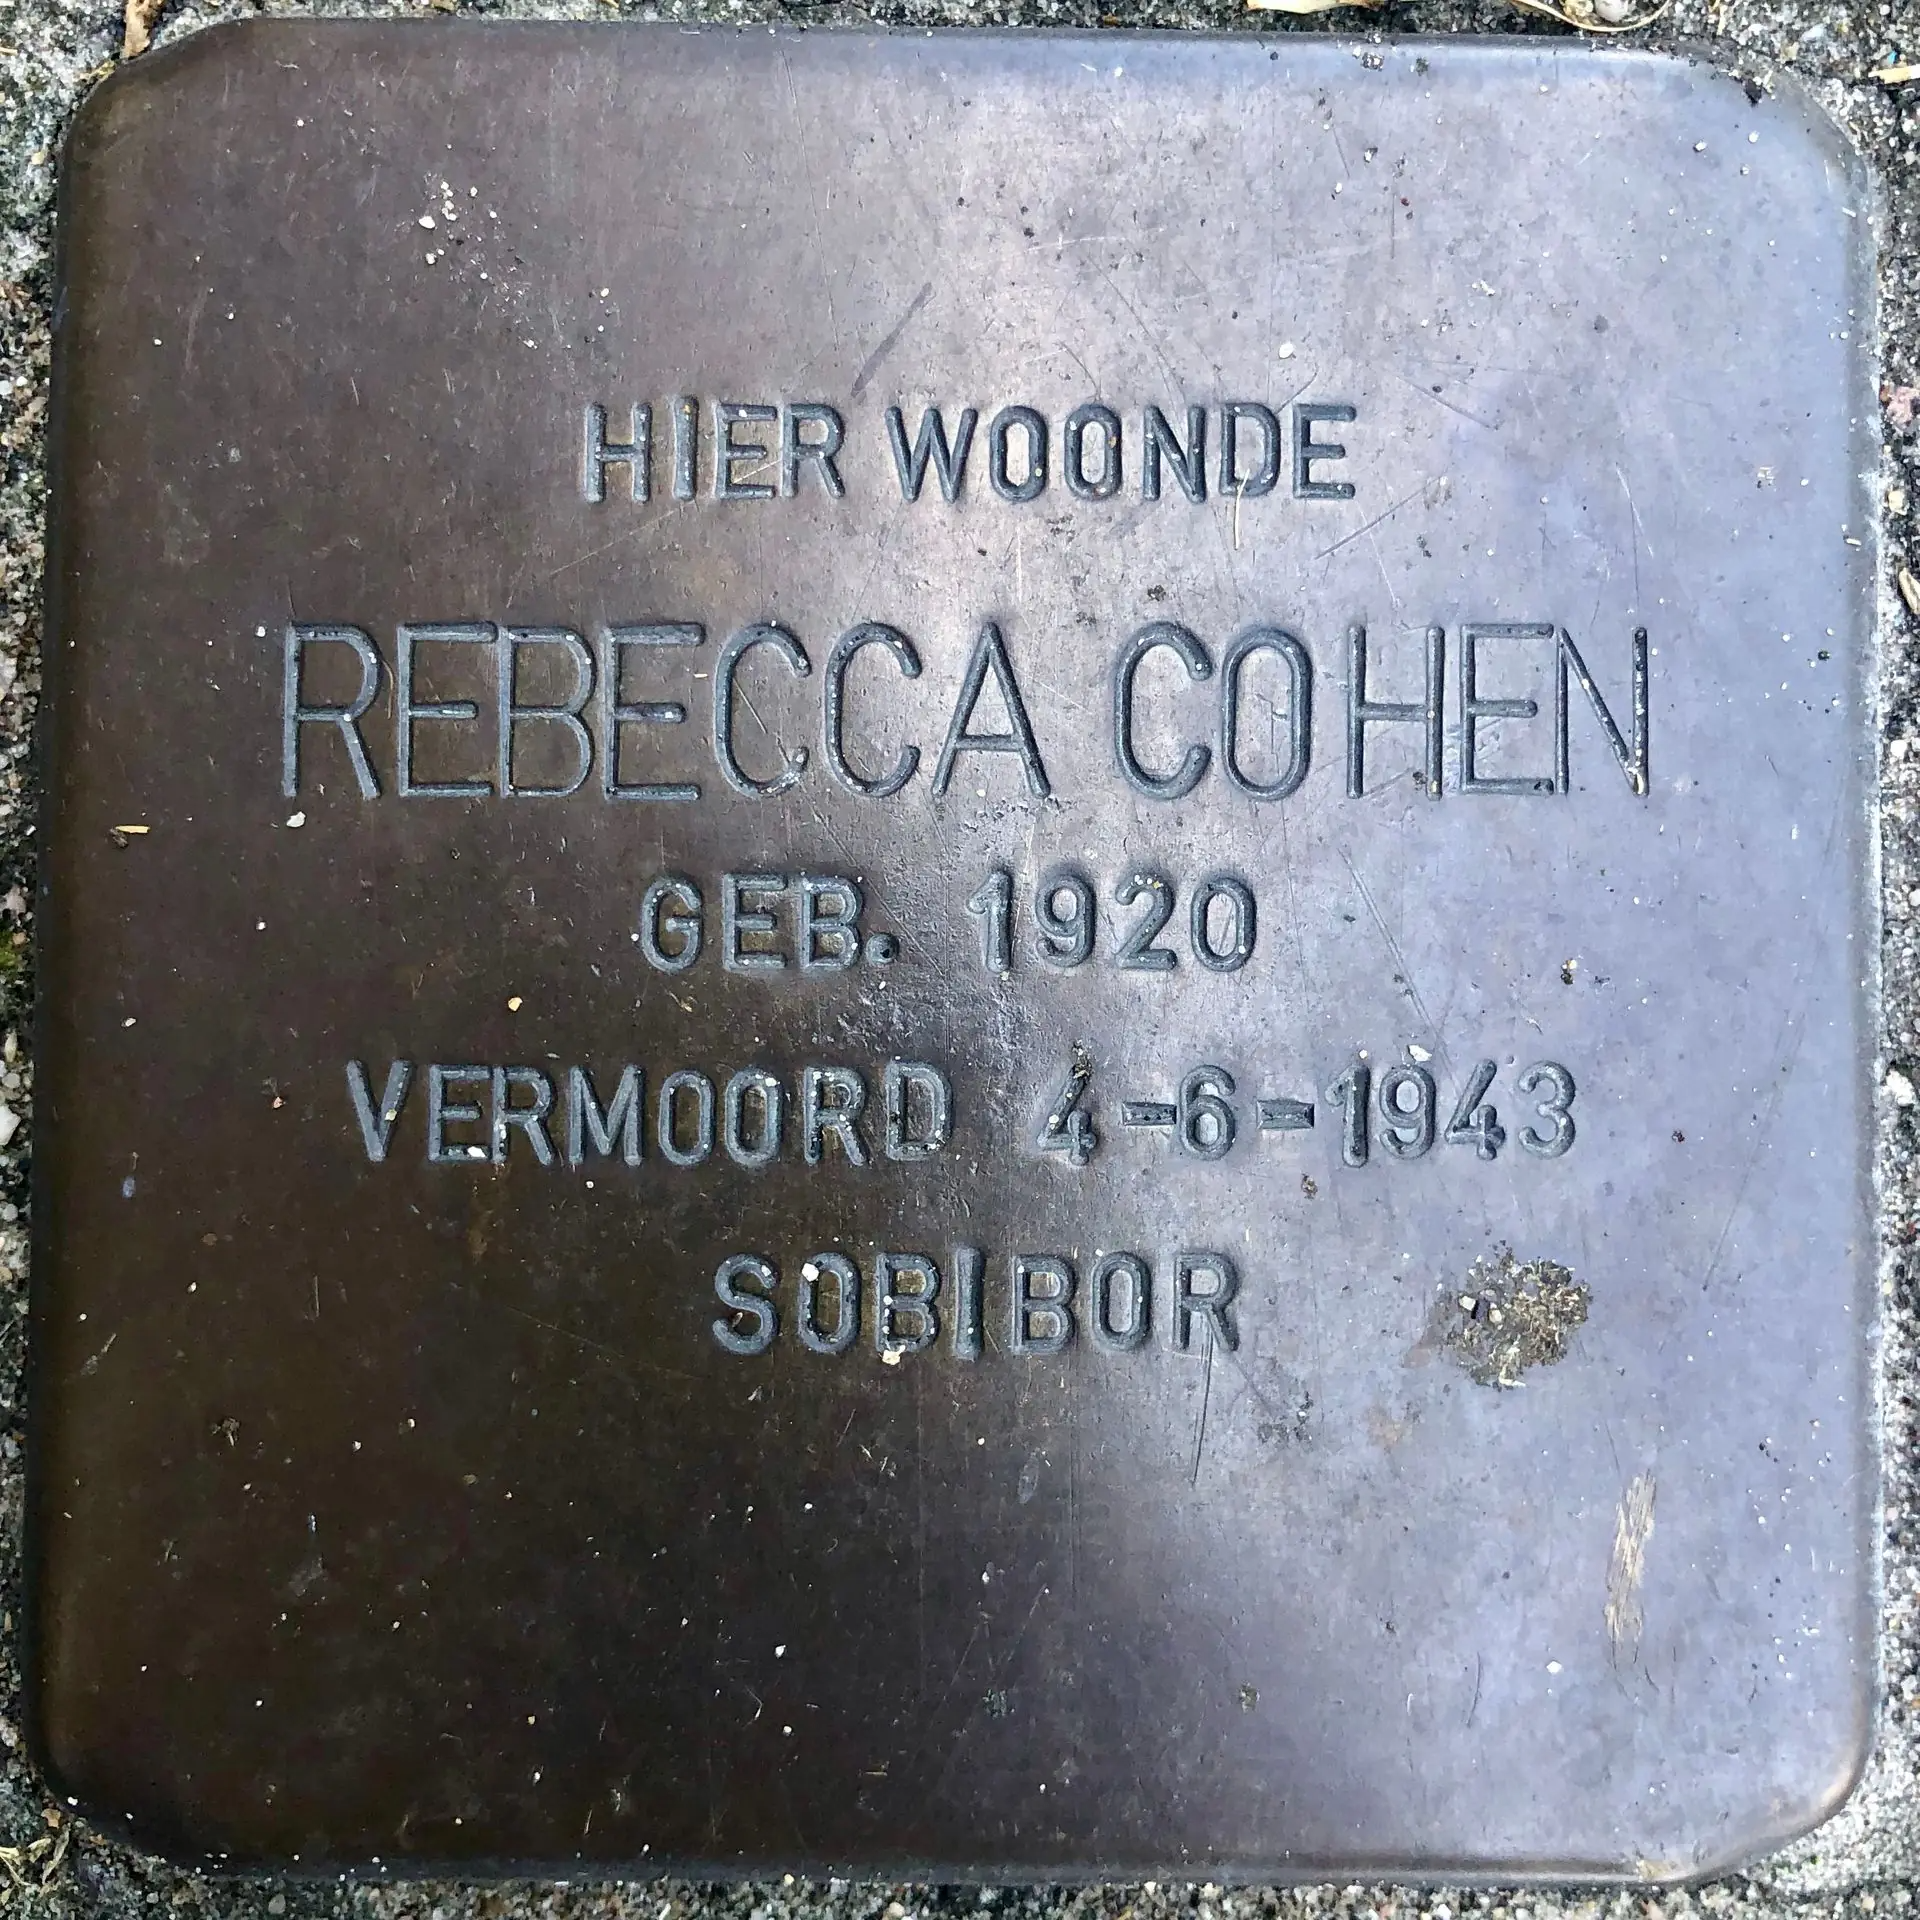 HIER WOONDE
REBECCA COHEN
GEB. 1920
VERMOORD 4-6-1943
SOBIBOR